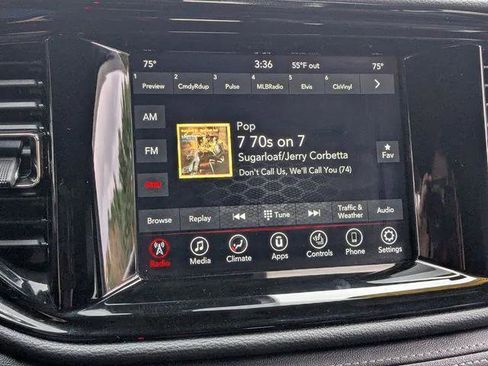 75° 3:36 55°F out 75°
1 2 3 4 5 6
Preview CmdyRdup Pulse MLBRadio Elvis ClsVinyl
AM
Pop
7 70s on 7
Sugarloaf/Jerry Corbetta
Don't Call Us, We'll Call You (74)
FM
Fav
Browse Replay Tune Traffic & Weather Audio
Radio Media Climate Apps Controls Phone Settings